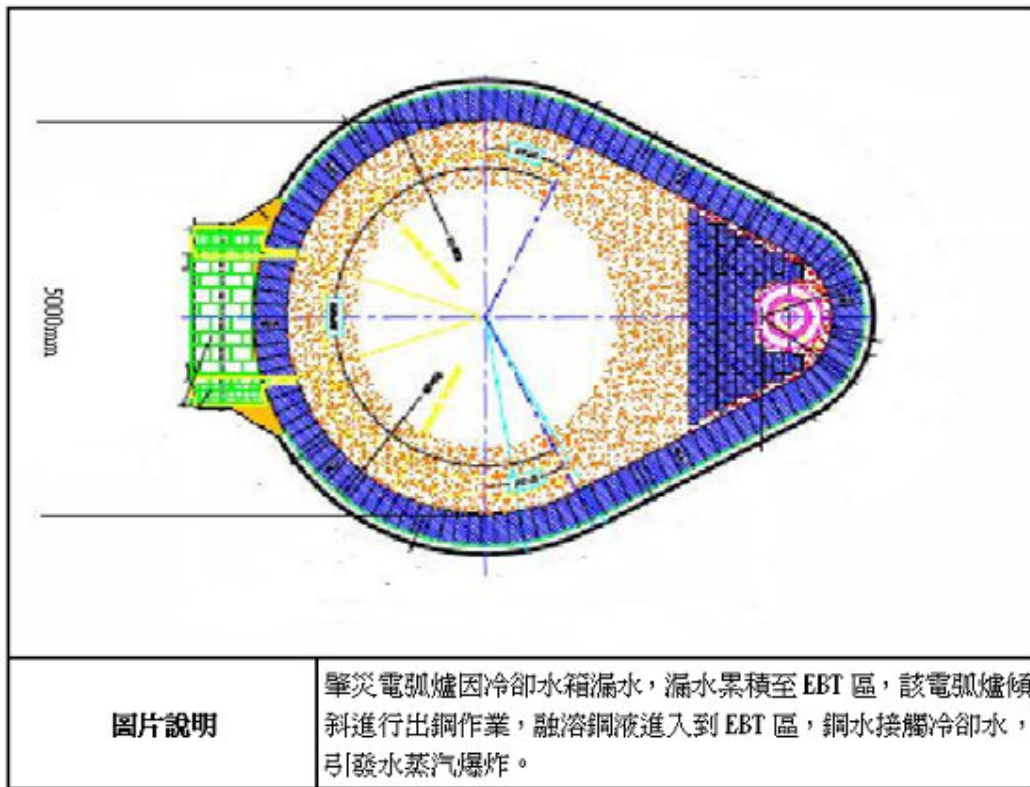 5000mm
圖片說明
肇災電弧爐因冷卻水箱漏水，漏水累積至 EBT 區，該電弧爐傾
斜進行出鋼作業，融溶鋼液進入到 EBT 區，鋼水接觸冷卻水，
引發水蒸汽爆炸。